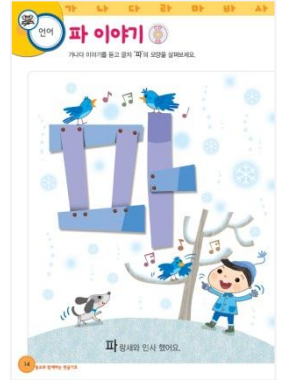 가 나 다 라 마 바 사
언어
파 이야기
가나다 이야기를 듣고 글자 '파'의 모양을 살펴보세요.
파
파랑새와 인사 했어요.
14